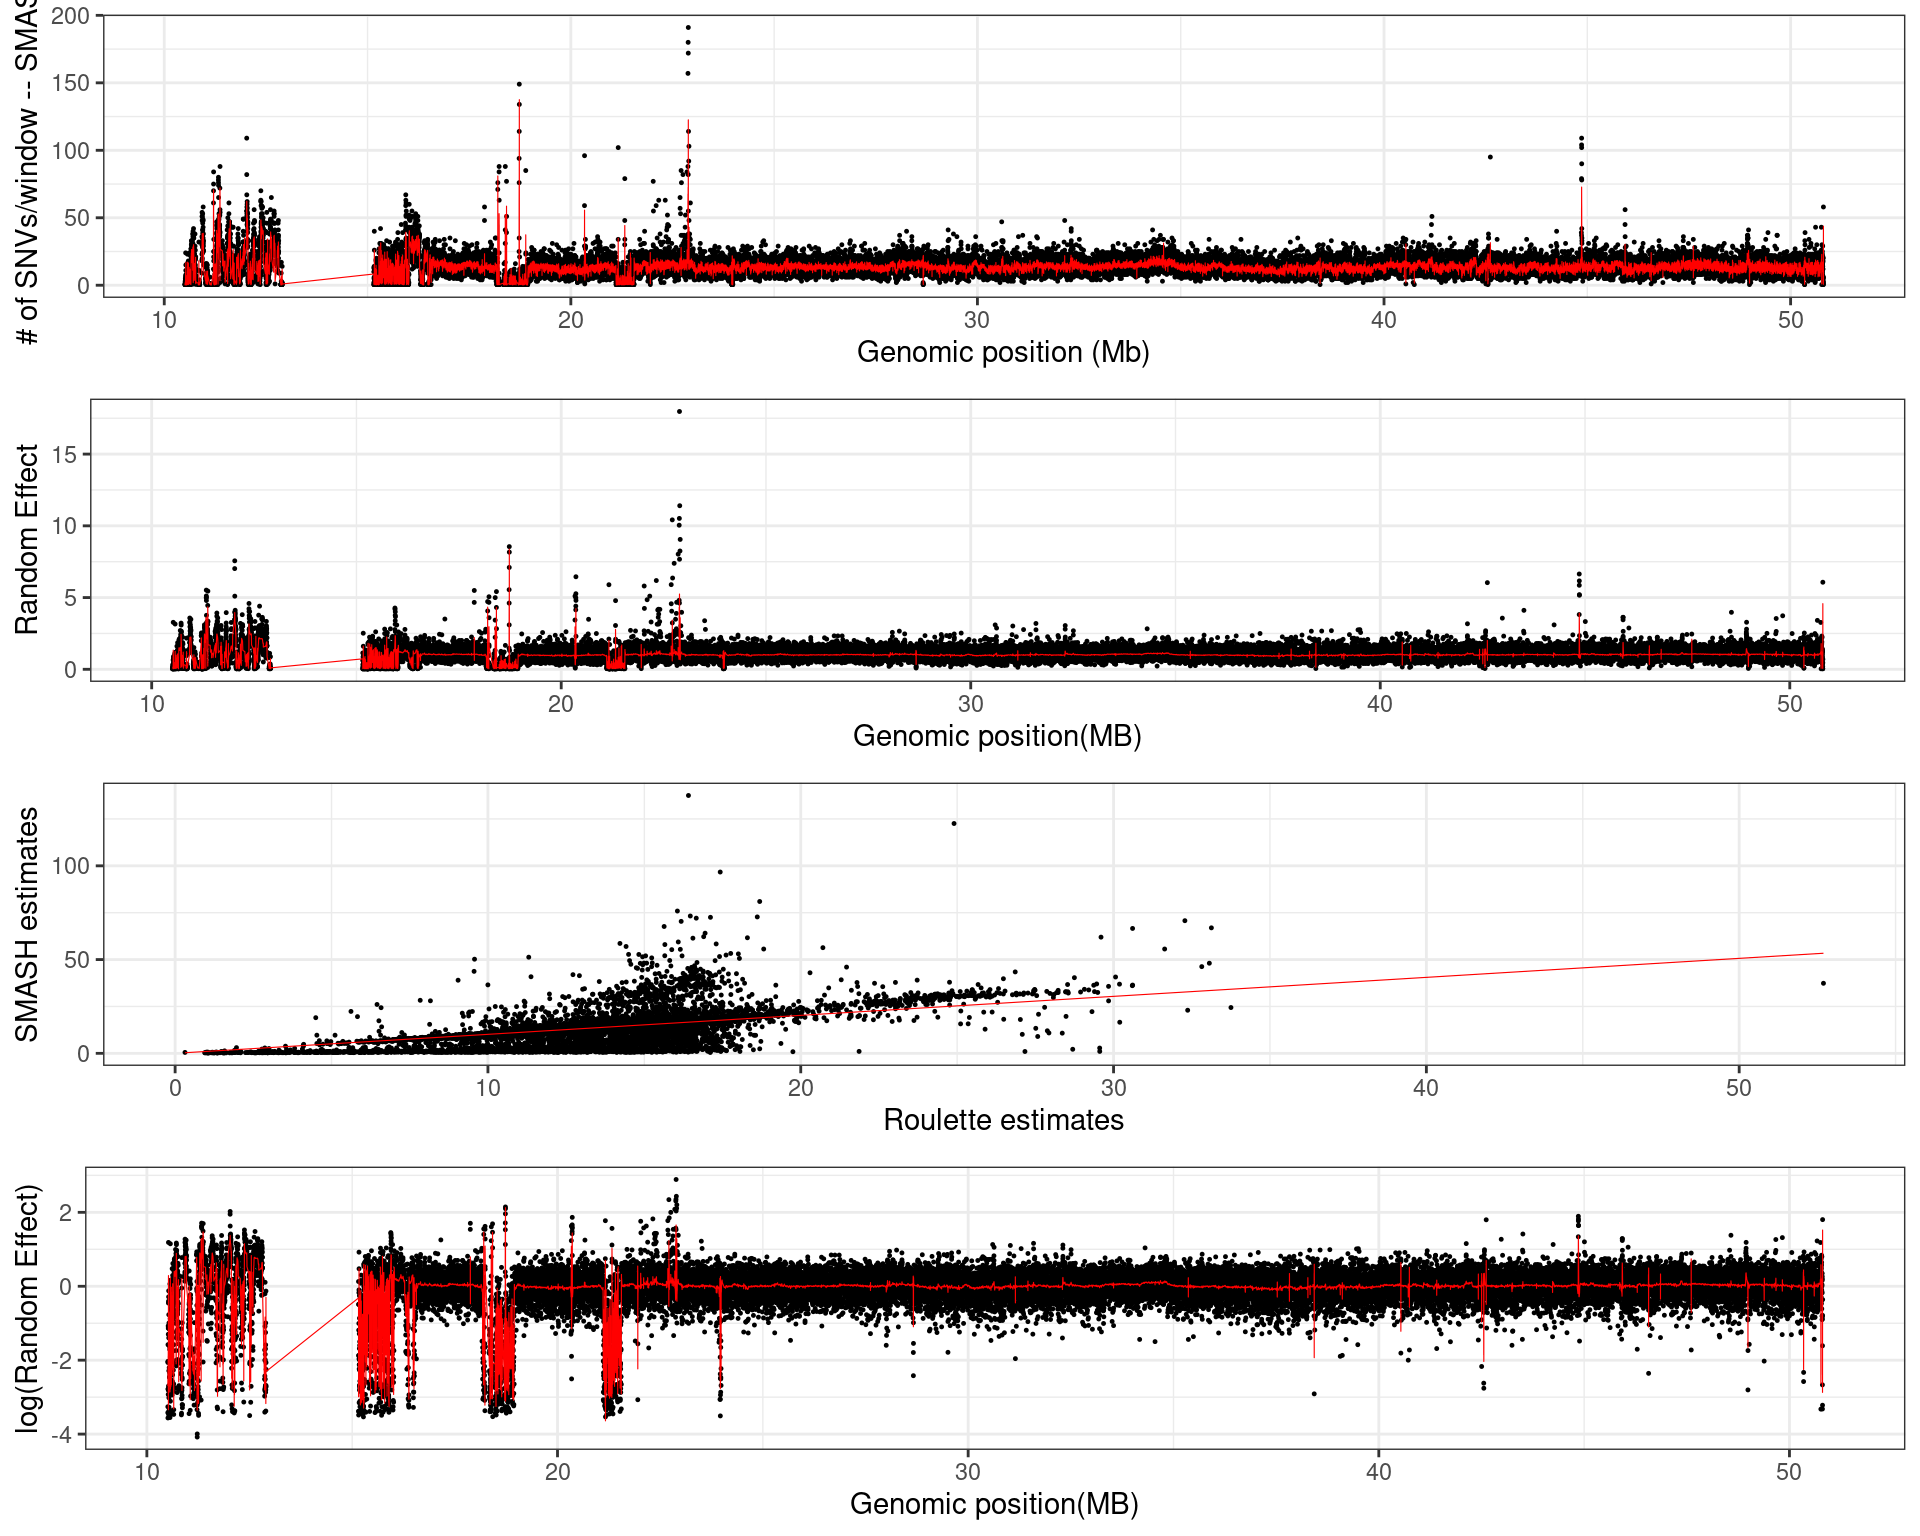 # of SNVs/window -- SMAS
200
150
100
50
0
10 20 30 40 50
Genomic position (Mb)
Random Effect
15
10
5
0
10 20 30 40 50
Genomic position(MB)
SMASH estimates
100
50
0
0 10 20 30 40 50
Roulette estimates
log(Random Effect)
2
0
-2
-4
10 20 30 40 50
Genomic position(MB)